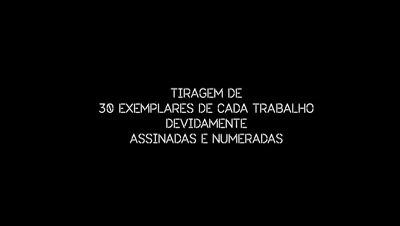 TIRAGEM DE
30 EXEMPLARES DE CADA TRABALHO
DEVIDAMENTE
ASSINADAS E NUMERADAS